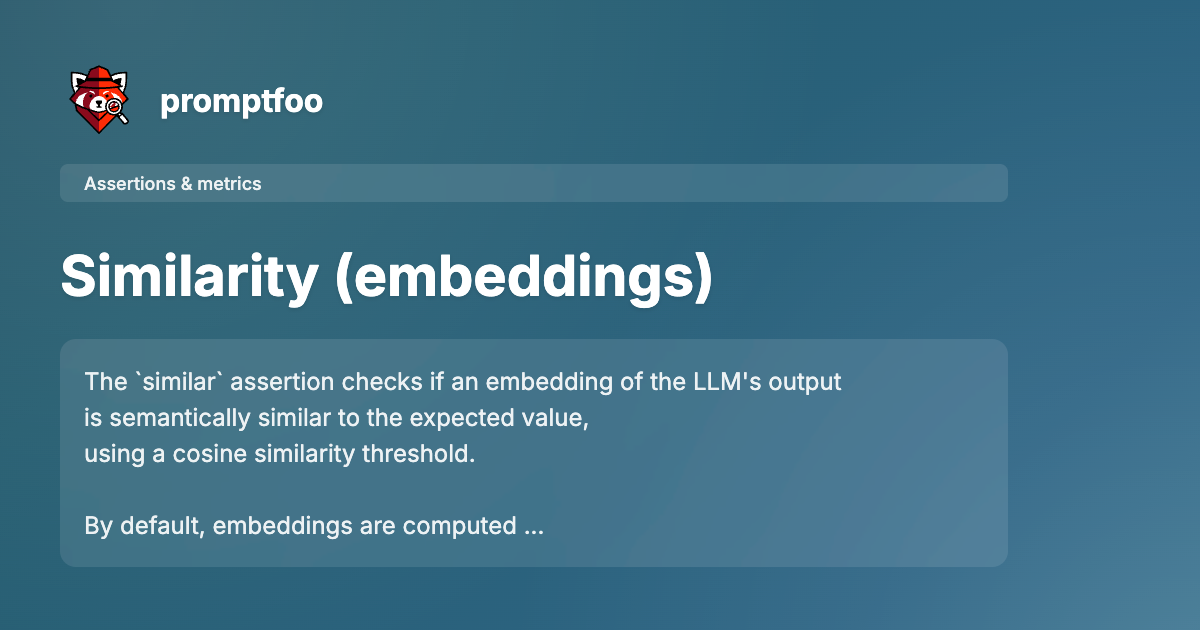 promptfoo
Assertions & metrics
Similarity (embeddings)
The `similar` assertion checks if an embedding of the LLM's output
is semantically similar to the expected value,
using a cosine similarity threshold.
By default, embeddings are computed ...